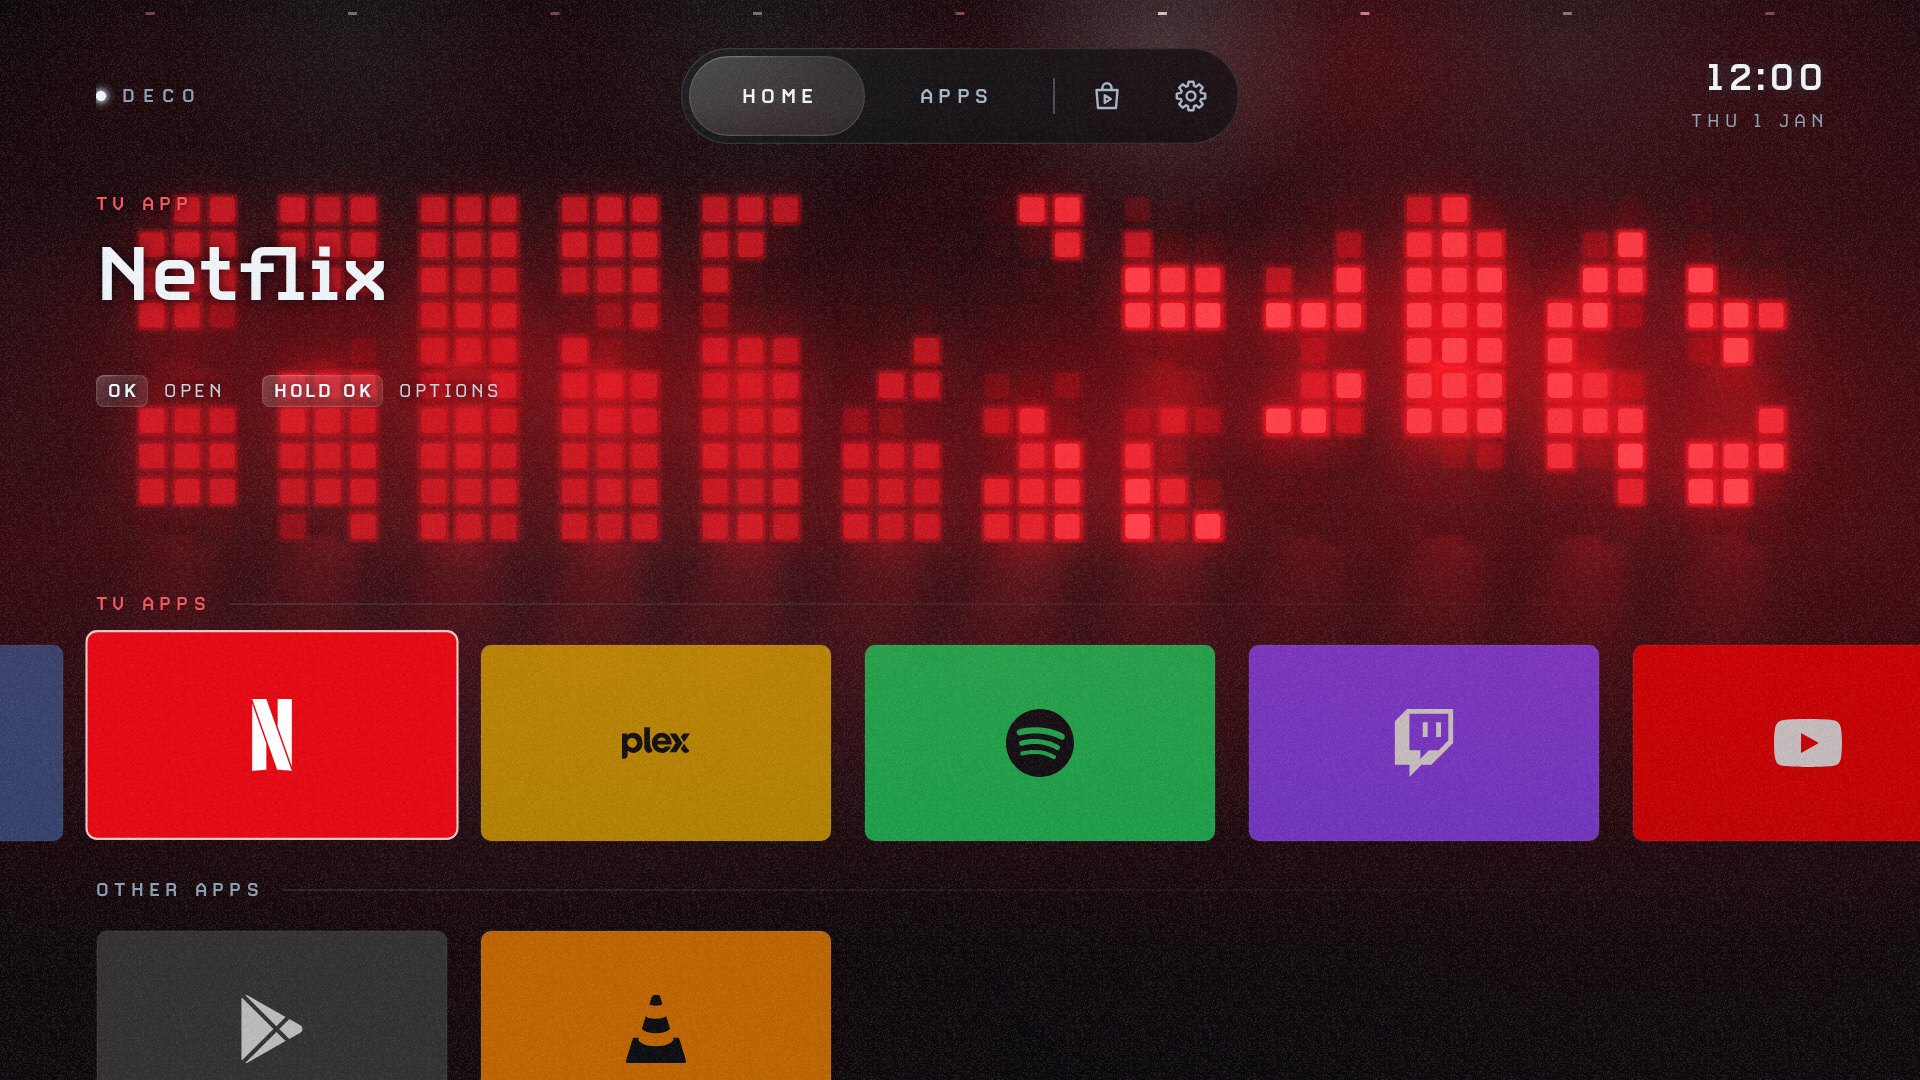 DECO
HOME
APPS
12:00
THU 1 JAN
TV APP
Netflix
OK OPEN HOLD OK OPTIONS
TV APPS
N
plex
OTHER APPS